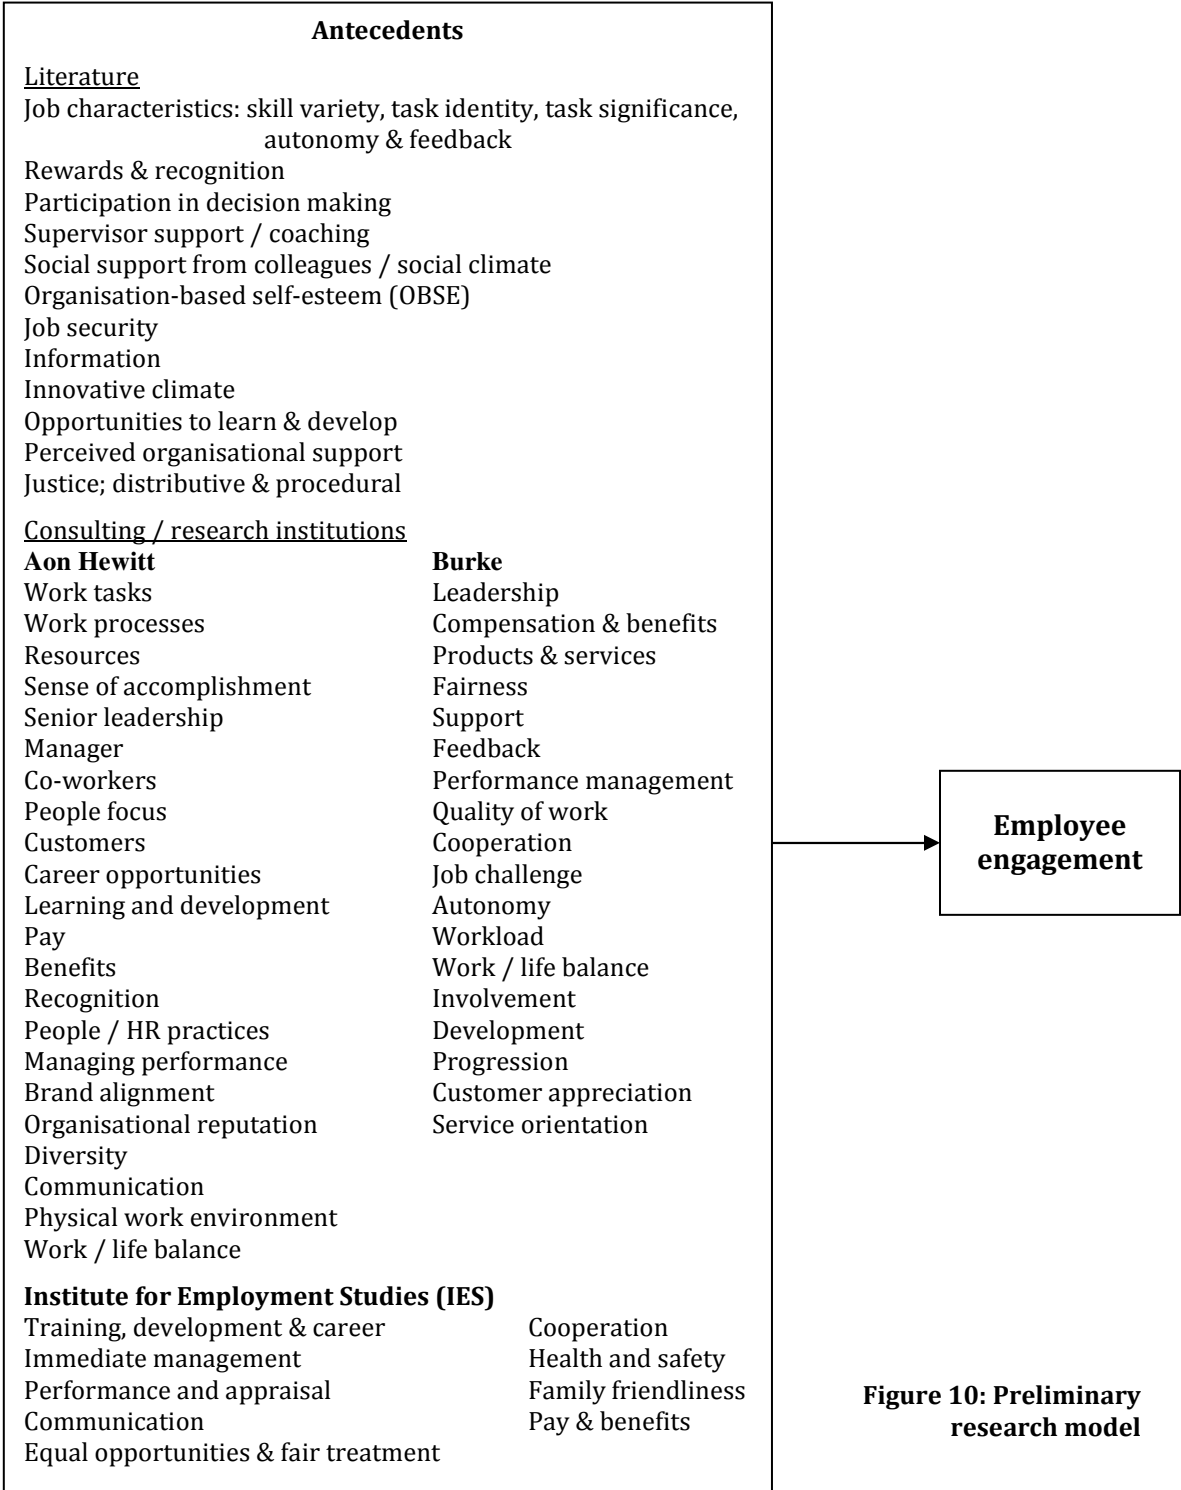 Antecedents
Literature
Job characteristics: skill variety, task identity, task significance,
autonomy & feedback
Rewards & recognition
Participation in decision making
Supervisor support / coaching
Social support from colleagues / social climate
Organisation-based self-esteem (OBSE)
Job security
Information
Innovative climate
Opportunities to learn & develop
Perceived organisational support
Justice; distributive & procedural
Consulting / research institutions
Aon Hewitt
Work tasks
Work processes
Resources
Sense of accomplishment
Senior leadership
Manager
Co-workers
People focus
Customers
Career opportunities
Learning and development
Pay
Benefits
Recognition
People / HR practices
Managing performance
Brand alignment
Organisational reputation
Diversity
Communication
Physical work environment
Work / life balance
Burke
Leadership
Compensation & benefits
Products & services
Fairness
Support
Feedback
Performance management
Quality of work
Cooperation
Job challenge
Autonomy
Workload
Work / life balance
Involvement
Development
Progression
Customer appreciation
Service orientation
Institute for Employment Studies (IES)
Training, development & career
Immediate management
Performance and appraisal
Communication
Equal opportunities & fair treatment
Cooperation
Health and safety
Family friendliness
Pay & benefits
Employee
engagement
Figure 10: Preliminary
research model